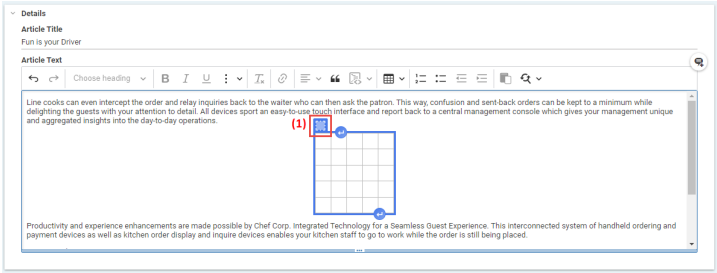 Details
Article Title
Fun is your Driver
Article Text
Choose heading
B I U
Line cooks can even intercept the order and relay inquiries back to the waiter who can then ask the patron. This way, confusion and sent-back orders can be kept to a minimum while
delighting the guests with your attention to detail. All devices sport an easy-to-use touch interface and report back to a central management console which gives your management unique
and aggregated insights into the day-to-day operations.
(1)
Productivity and experience enhancements are made possible by Chef Corp. Integrated Technology for a Seamless Guest Experience. This interconnected system of handheld ordering and
payment devices as well as kitchen order display and inquire devices enables your kitchen staff to go to work while the order is still being placed.